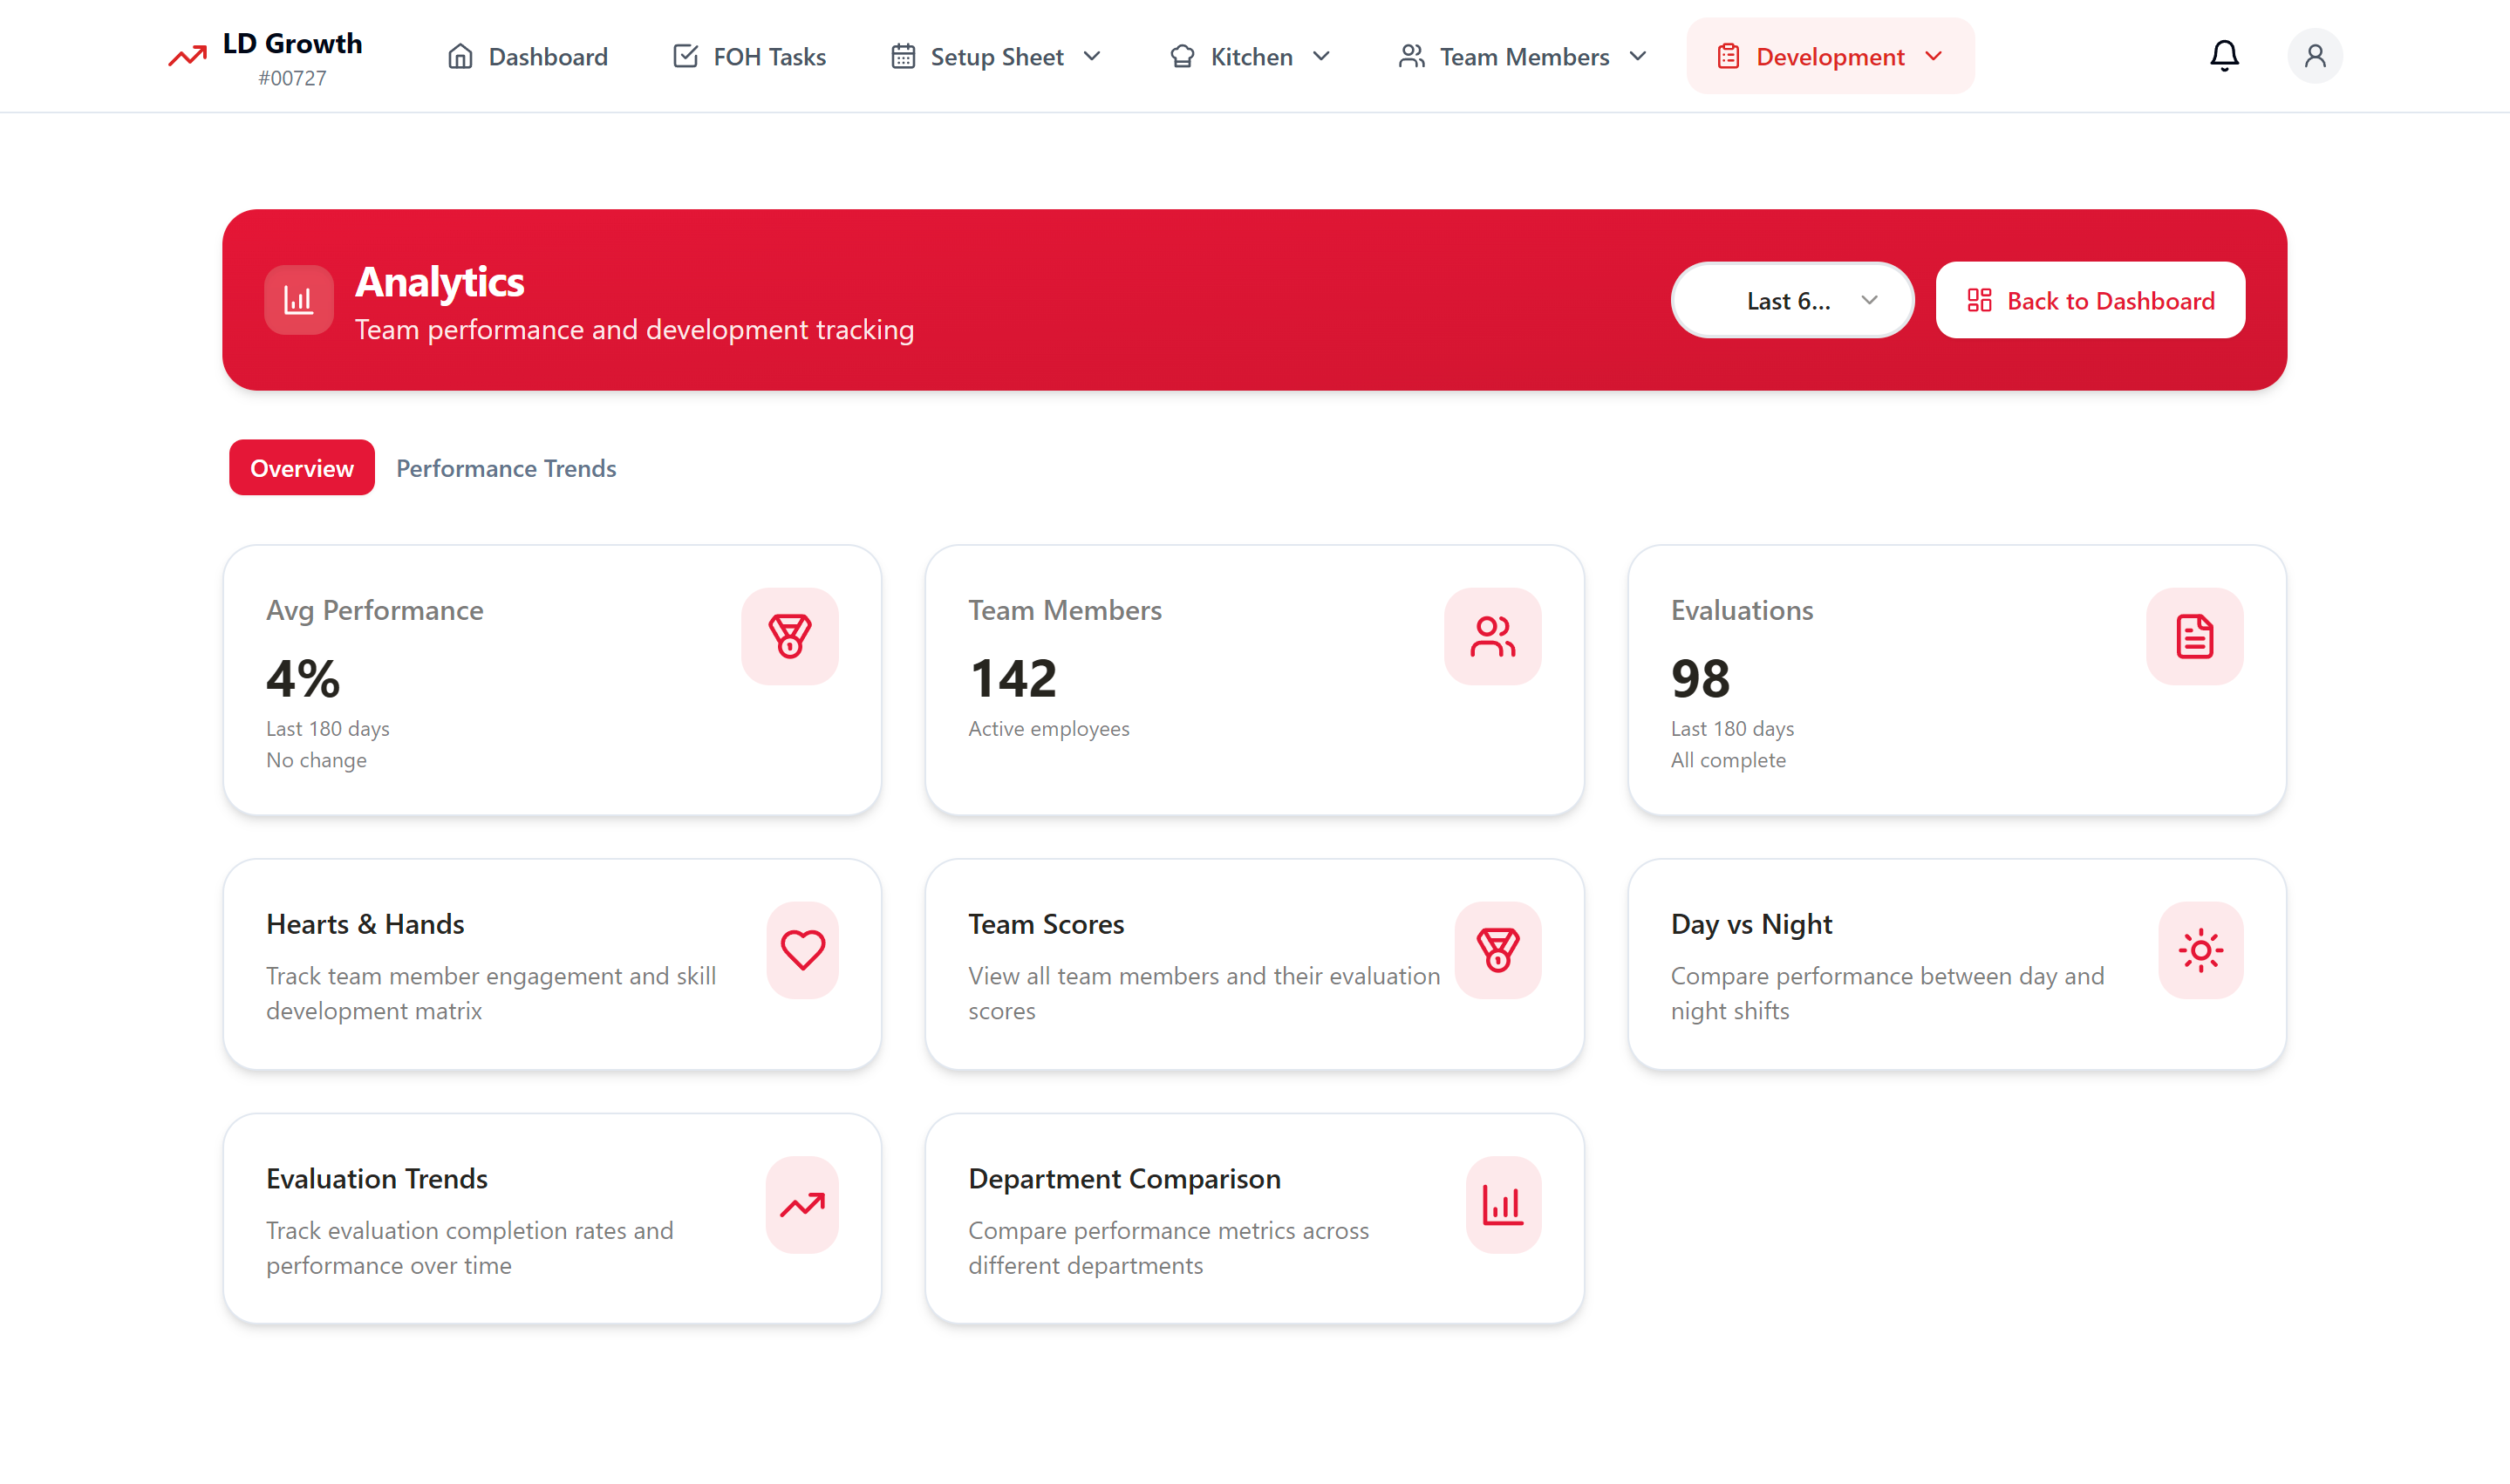 LD Growth
#00727
Dashboard
FOH Tasks
Setup Sheet
Kitchen
Team Members
Development
Analytics
Team performance and development tracking
Last 6...
Back to Dashboard
Overview
Performance Trends
Avg Performance
4%
Last 180 days
No change
Team Members
142
Active employees
Evaluations
98
Last 180 days
All complete
Hearts & Hands
Track team member engagement and skill
development matrix
Team Scores
View all team members and their evaluation
scores
Day vs Night
Compare performance between day and
night shifts
Evaluation Trends
Track evaluation completion rates and
performance over time
Department Comparison
Compare performance metrics across
different departments